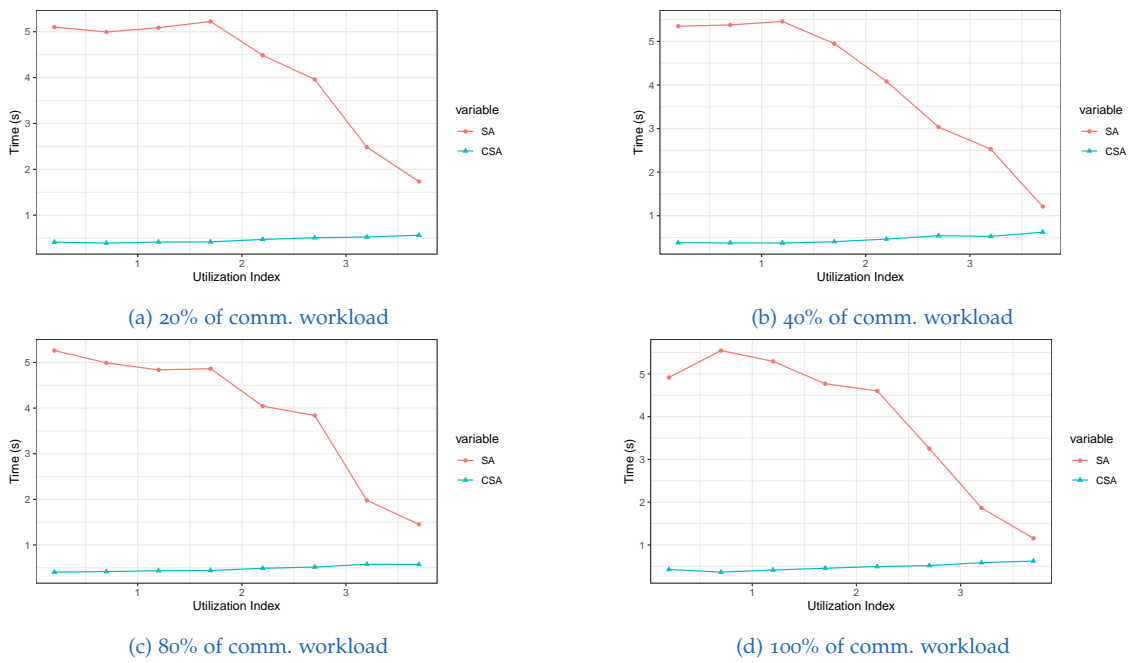 5
4
3
2
1
Time (s)
1
2
3
Utilization Index
variable
SA
CSA
(a) 20% of comm. workload
5
4
3
2
1
Time (s)
1
2
3
Utilization Index
variable
SA
CSA
(b) 40% of comm. workload
5
4
3
2
1
Time (s)
1
2
3
Utilization Index
variable
SA
CSA
(c) 80% of comm. workload
5
4
3
2
1
Time (s)
1
2
3
Utilization Index
variable
SA
CSA
(d) 100% of comm. workload